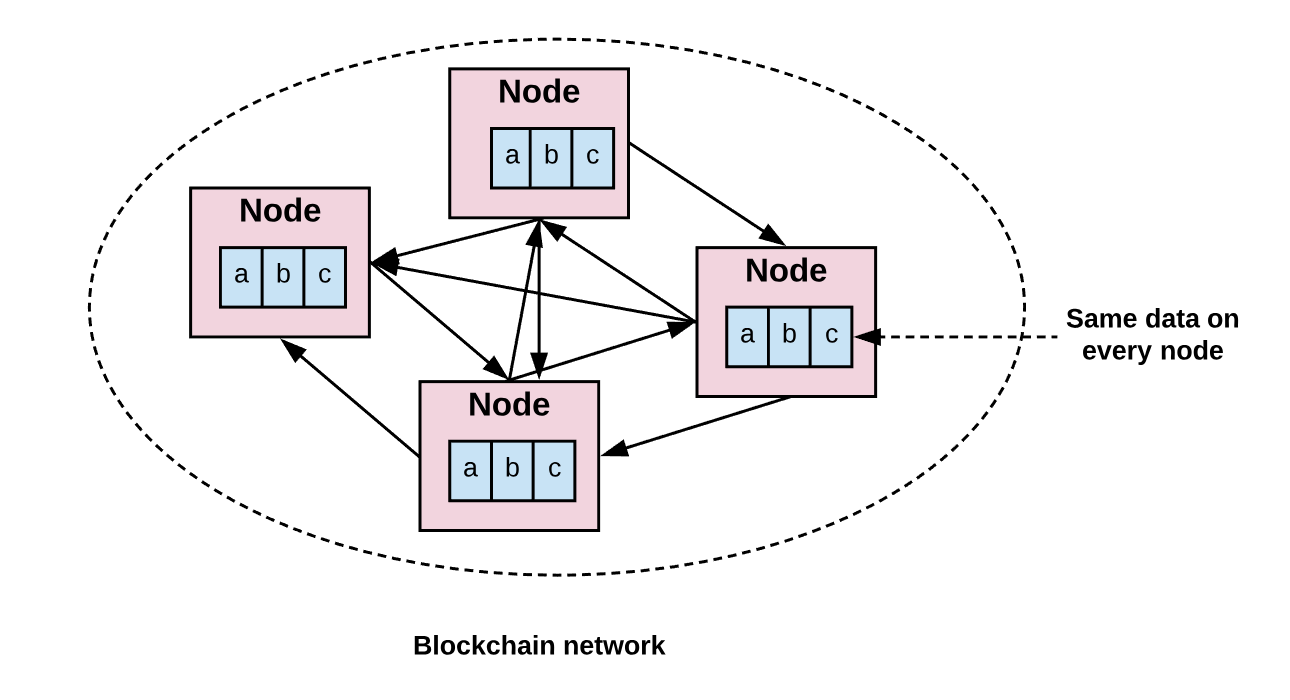 Node
a b c
Node
a b c
Node
a b c
Same data on
every node
Node
a b c
Blockchain network